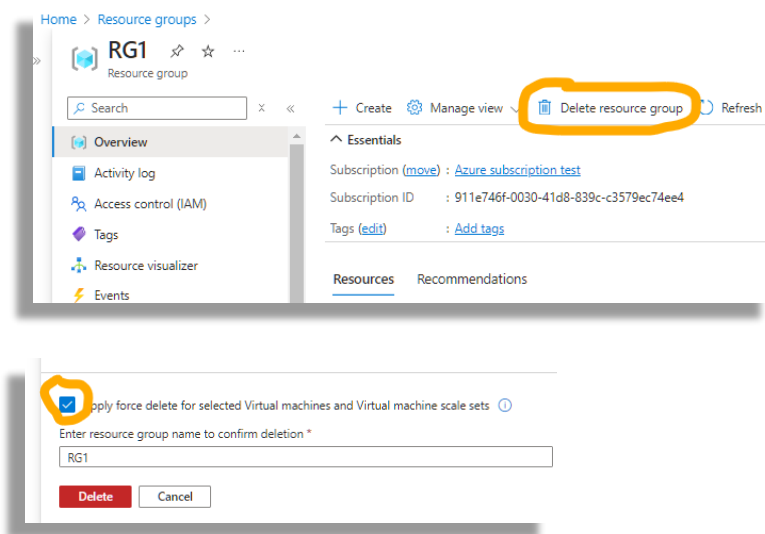 Home > Resource groups >
RG1
Resource group
Search
Overview
Activity log
Access control (IAM)
Tags
Resource visualizer
Events
Create Manage view Delete resource group Refresh
Essentials
Subscription (move) : Azure subscription test
Subscription ID : 911e746f-0030-41d8-839c-c3579ec74ee4
Tags (edit) : Add tags
Resources Recommendations
pply force delete for selected Virtual machines and Virtual machine scale sets
Enter resource group name to confirm deletion *
RG1
Delete Cancel